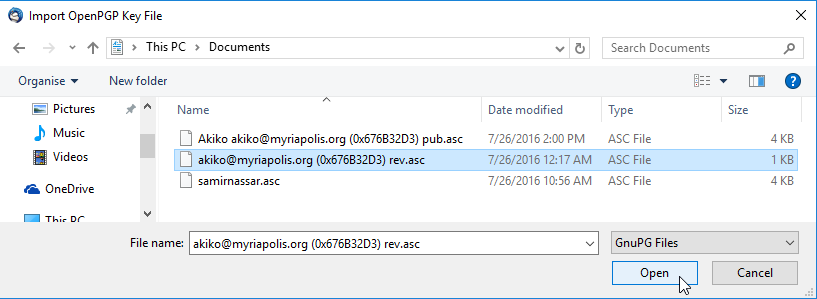 Import OpenPGP Key File
This PC > Documents
Search Documents
Organise
New folder
Name Date modified Type Size
Pictures
Music
Videos
OneDrive
This PC
Akiko akiko@myriapolis.org (0x676B32D3) pub.asc 7/26/2016 2:00 PM ASC File 4 KB
akiko@myriapolis.org (0x676B32D3) rev.asc 7/26/2016 12:17 AM ASC File 1 KB
samirnassar.asc 7/26/2016 10:56 AM ASC File 4 KB
File name: akiko@myriapolis.org (0x676B32D3) rev.asc
GnuPG Files
Open
Cancel